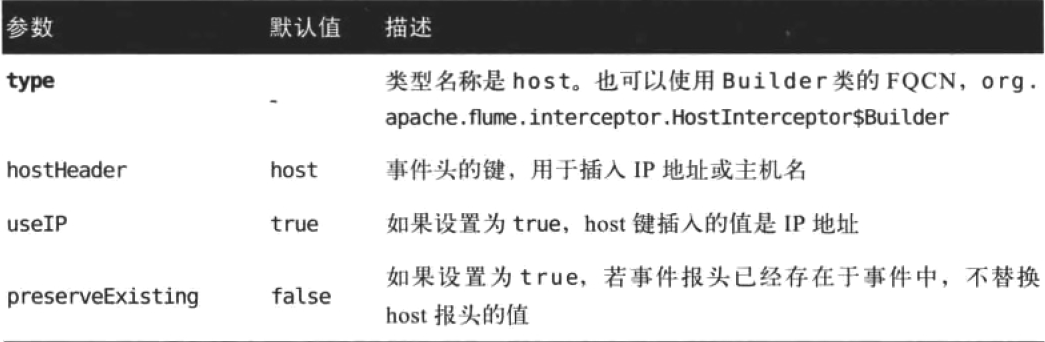 参数 默认值 描述
type - 类型名称是 host。也可以使用 Builder 类的 FQCN，org.
apache.flume.interceptor.HostInterceptor$Builder
hostHeader host 事件头的键，用于插入 IP 地址或主机名
useIP true 如果设置为 true，host 键插入的值是 IP 地址
preserveExisting false 如果设置为 true，若事件报头已经存在于事件中，不替换
host 报头的值